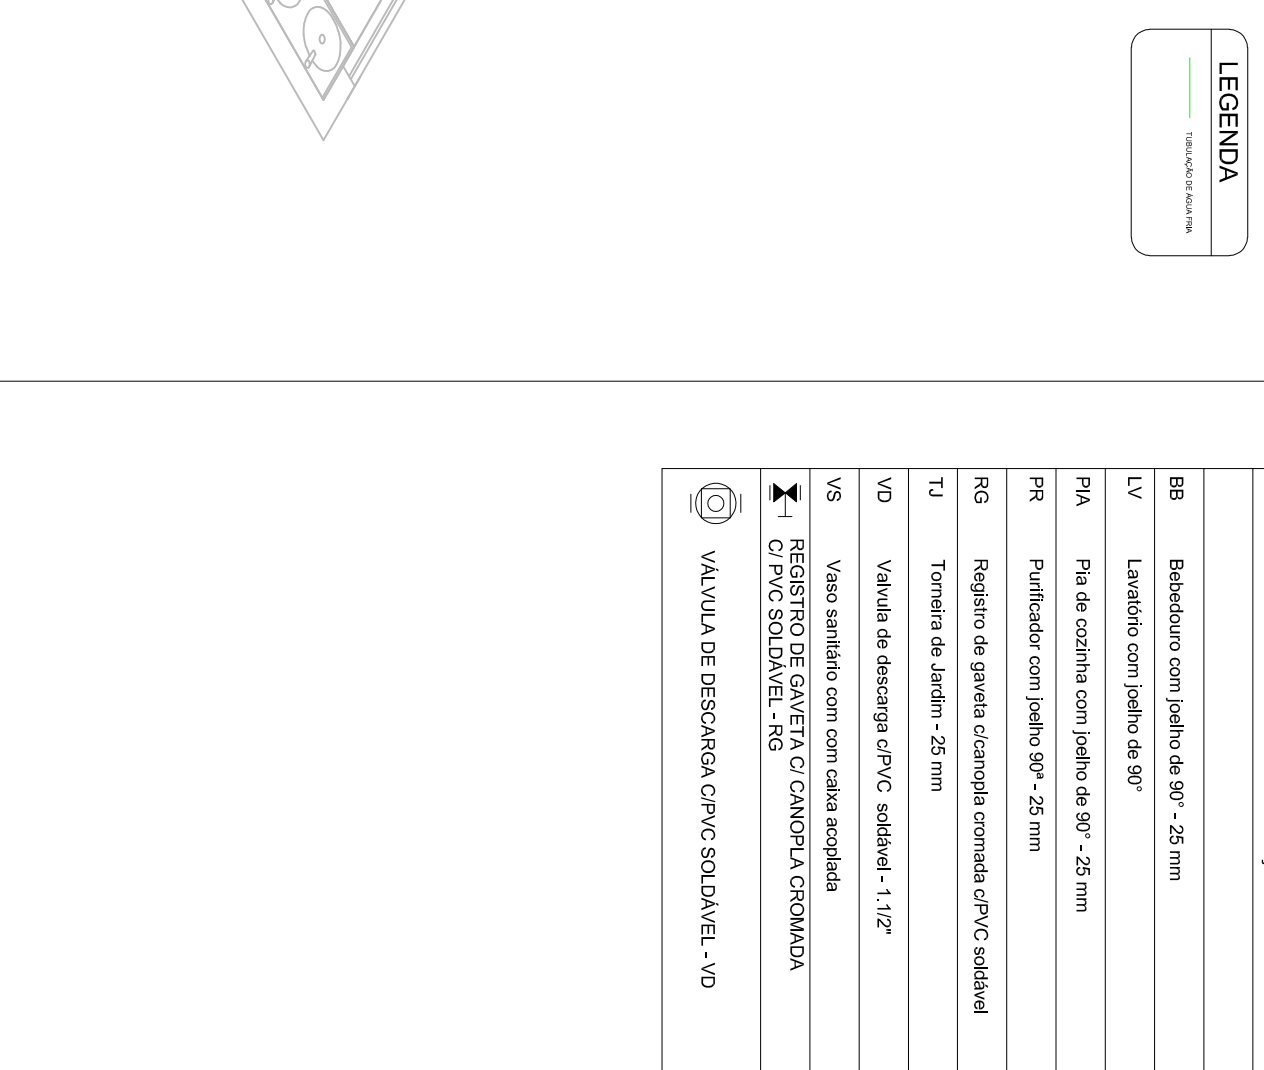 LEGENDA
TUBULAÇÃO DE ÁGUA FRIA
BB Bebedouro com joelho de 90° - 25 mm
LV Lavatório com joelho de 90°
PIA Pia de cozinha com joelho de 90° - 25 mm
PR Purificador com joelho 90ª - 25 mm
RG Registro de gaveta c/canopla cromada c/PVC soldável
TJ Torneira de Jardim - 25 mm
VD Valvula de descarga c/PVC soldável - 1.1/2"
VS Vaso sanitário com com caixa acoplada
REGISTRO DE GAVETA C/ CANOPLA CROMADA
C/ PVC SOLDÁVEL - RG
VÁLVULA DE DESCARGA C/PVC SOLDÁVEL - VD